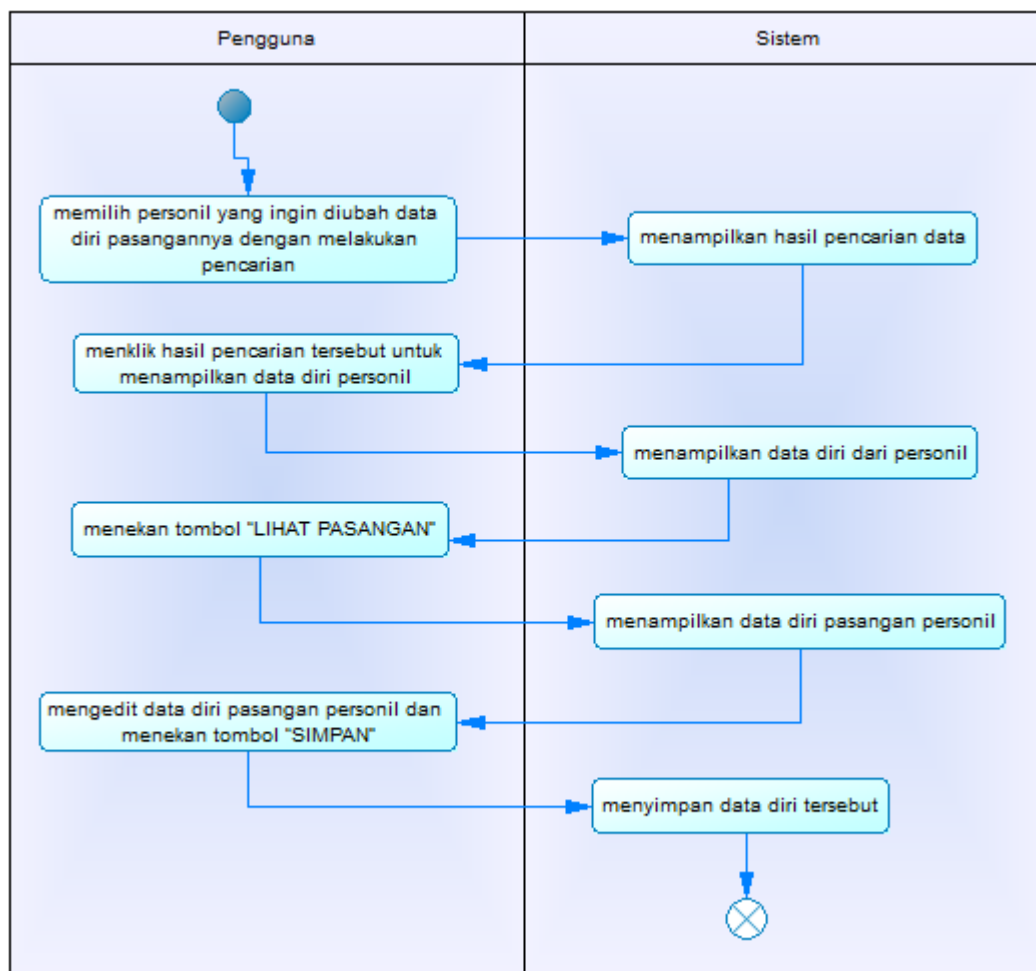 Pengguna
Sistem
memilih personil yang ingin diubah data
diri pasangannya dengan melakukan
pencarian
menampilkan hasil pencarian data
menklik hasil pencarian tersebut untuk
menampilkan data diri personil
menampilkan data diri dari personil
menekan tombol "LIHAT PASANGAN"
menampilkan data diri pasangan personil
mengedit data diri pasangan personil dan
menekan tombol "SIMPAN"
menyimpan data diri tersebut